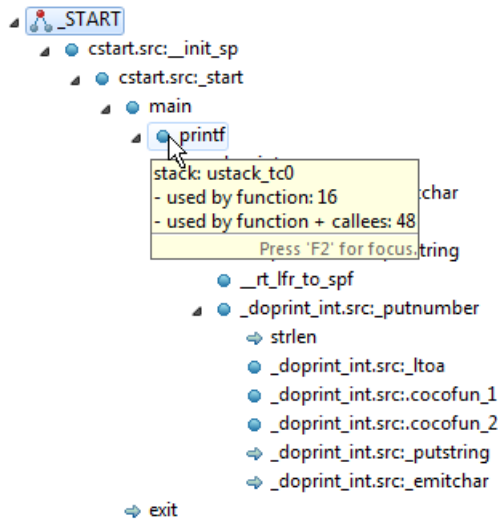 _START
cstart.src:__init_sp
cstart.src:_start
main
printf
stack: ustack_tc0
- used by function: 16
tchar
- used by function + callees: 48
Press 'F2' for focus.
tring
__rt_lfr_to_spf
_doprint_int.src:_putnumber
strlen
_doprint_int.src:_ltoa
_doprint_int.src:.cocofun_1
_doprint_int.src:.cocofun_2
_doprint_int.src:_putstring
_doprint_int.src:_emitchar
exit